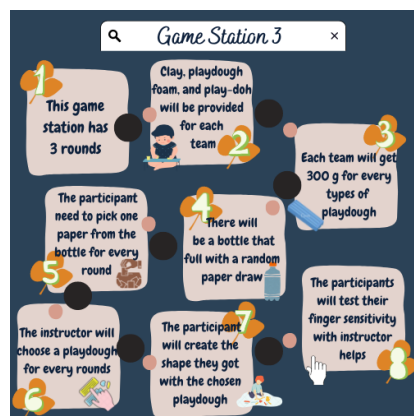 Game Station 3
×
1
This game
station has
3 rounds
Clay, playdough
foam, and play-doh
will be provided
for each
team
2
3
Each team will get
300 g for every
types of
playdough
4
There will
be a bottle that
full with a random
paper draw
The participant
need to pick one
paper from the
bottle for every
round
5
The instructor will
choose a playdough
for every rounds
6
7
The participant
will create the
shape they got
with the chosen
playdough
The participants
will test their
finger sensitivity
with instructor
helps
8